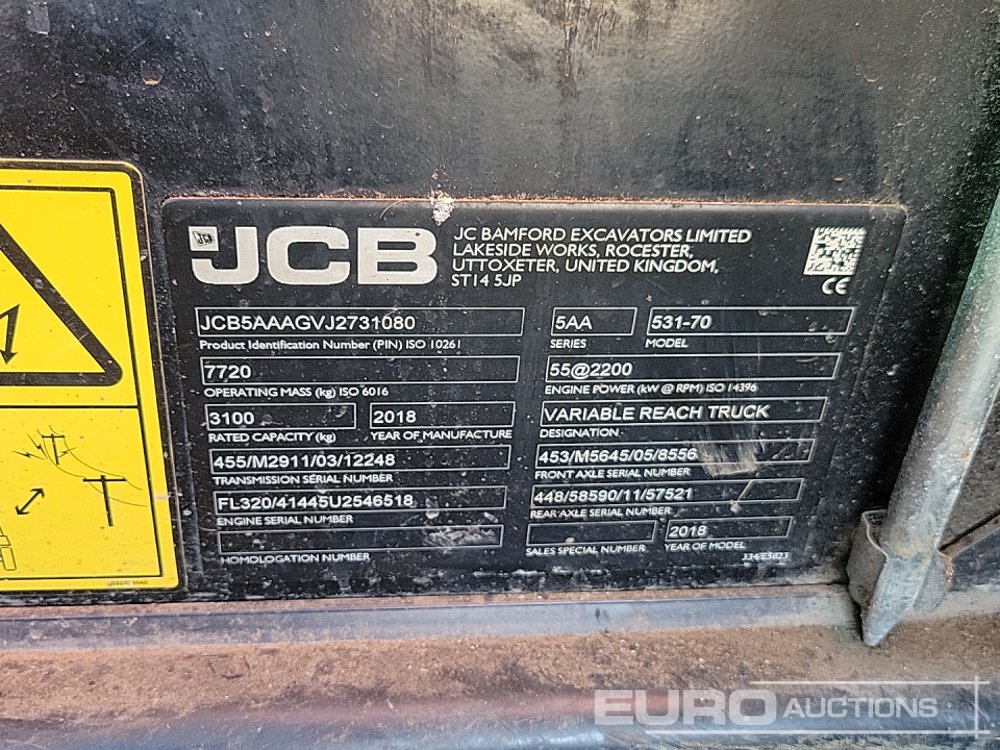 JCB
JC BAMFORD EXCAVATORS LIMITED
LAKESIDE WORKS, ROCESTER,
UTTOXETER, UNITED KINGDOM,
ST14 5JP
CE
JCB5AAAGVJ2731080
Product Identification Number (PIN) ISO 10261
5AA
SERIES
531-70
MODEL
7720
OPERATING MASS (kg) ISO 6016
55@2200
ENGINE POWER (kW @ RPM) ISO 14396
3100
RATED CAPACITY (kg)
2018
YEAR OF MANUFACTURE
VARIABLE REACH TRUCK
DESIGNATION
455/M2911/03/12248
TRANSMISSION SERIAL NUMBER
453/M5645/05/8556
FRONT AXLE SERIAL NUMBER
FL320/41445U2546518
ENGINE SERIAL NUMBER
448/58590/11/57521
REAR AXLE SERIAL NUMBER
HOMOLOGATION NUMBER
SALES SPECIAL NUMBER
2018
YEAR OF MODEL
334/E5823
EURO AUCTIONS